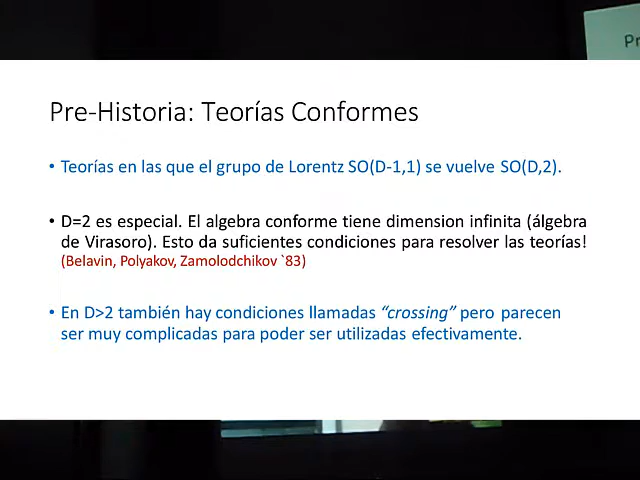 Pr
Pre-Historia: Teorías Conformes
• Teorías en las que el grupo de Lorentz SO(D-1,1) se vuelve SO(D,2).
• D=2 es especial. El algebra conforme tiene dimension infinita (álgebra
de Virasoro). Esto da suficientes condiciones para resolver las teorías!
(Belavin, Polyakov, Zamolodchikov `83)
• En D>2 también hay condiciones llamadas “crossing” pero parecen
ser muy complicadas para poder ser utilizadas efectivamente.